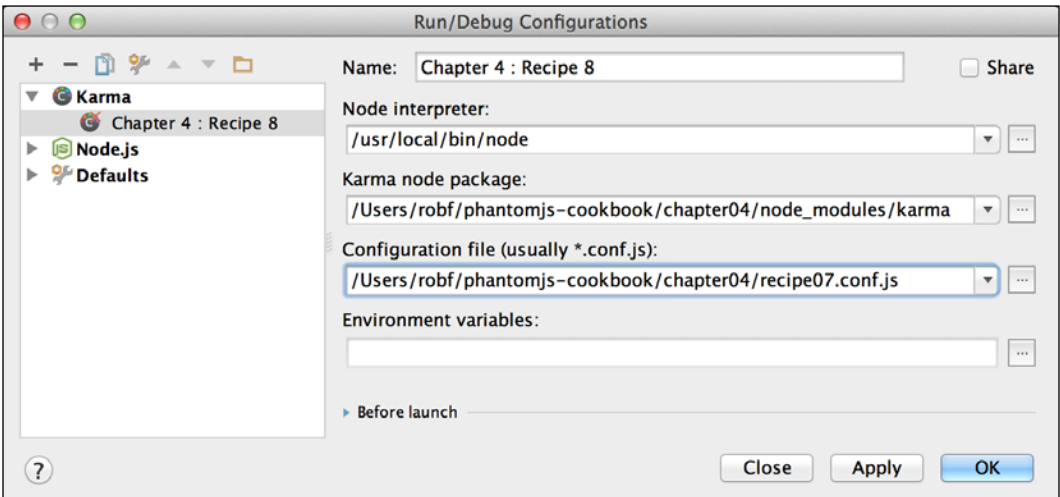 Run/Debug Configurations
Karma
Chapter 4 : Recipe 8
Node.js
Defaults
Name: Chapter 4 : Recipe 8
Share
Node interpreter:
/usr/local/bin/node
Karma node package:
/Users/robf/phantomjs-cookbook/chapter04/node_modules/karma
Configuration file (usually *.conf.js):
/Users/robf/phantomjs-cookbook/chapter04/recipe07.conf.js
Environment variables:
Before launch
?
Close
Apply
OK